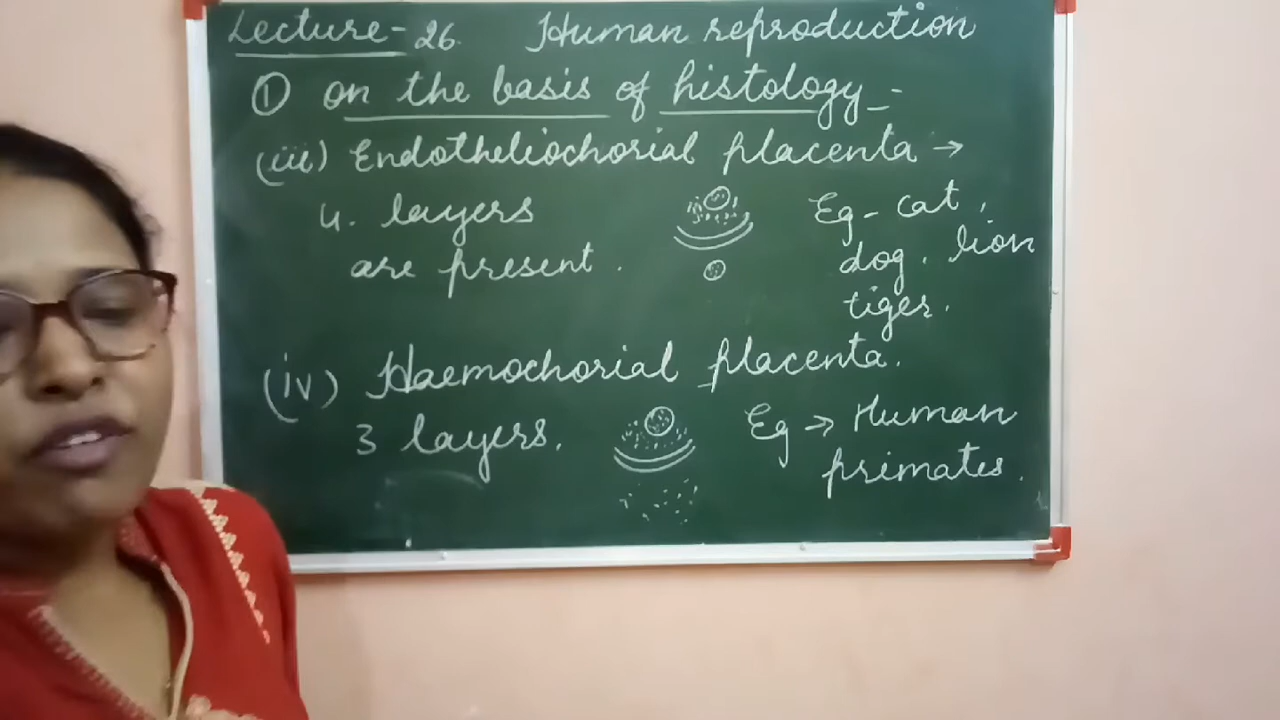 Lecture-26. Human reproduction
① on the basis of histology-
(iii) Endotheliochorial placenta →
4. layers Eg- cat,
are present. dog. lion
tiger.
(iv) Haemochorial placenta.
3 layers. Eg → Human
primates.